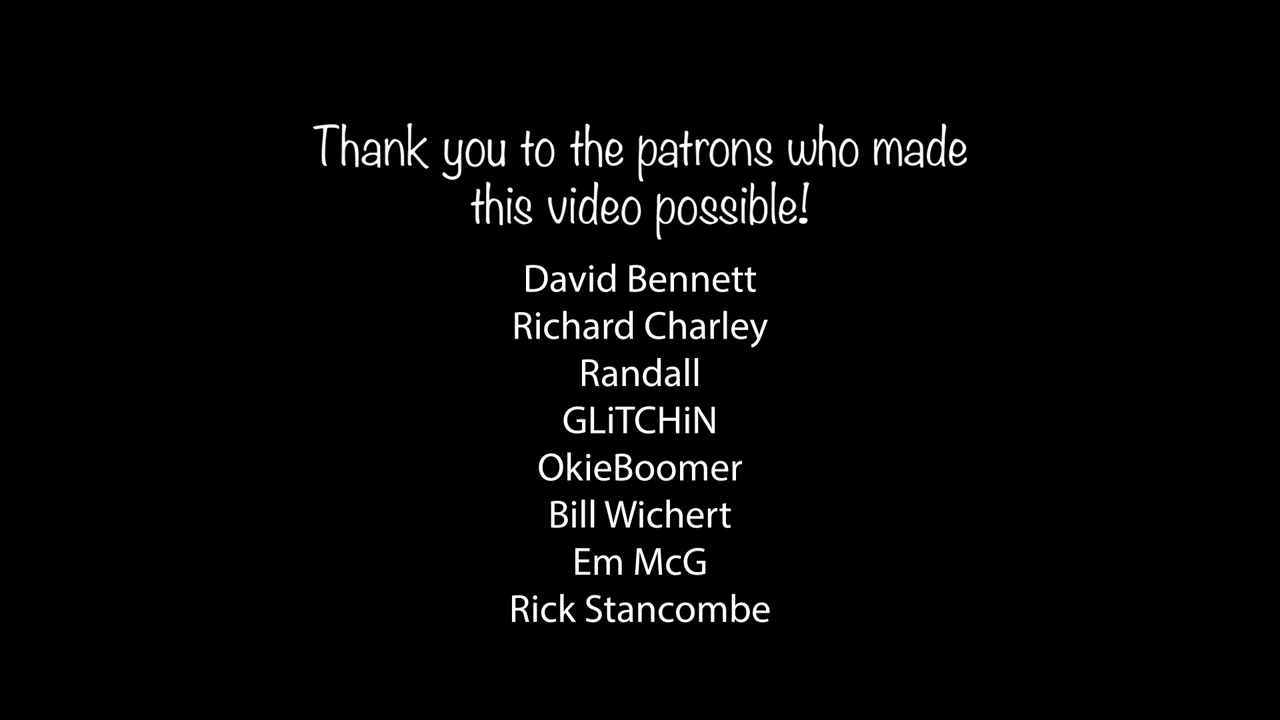 Thank you to the patrons who made
this video possible!
David Bennett
Richard Charley
Randall
GLiTCHiN
OkieBoomer
Bill Wichert
Em McG
Rick Stancombe